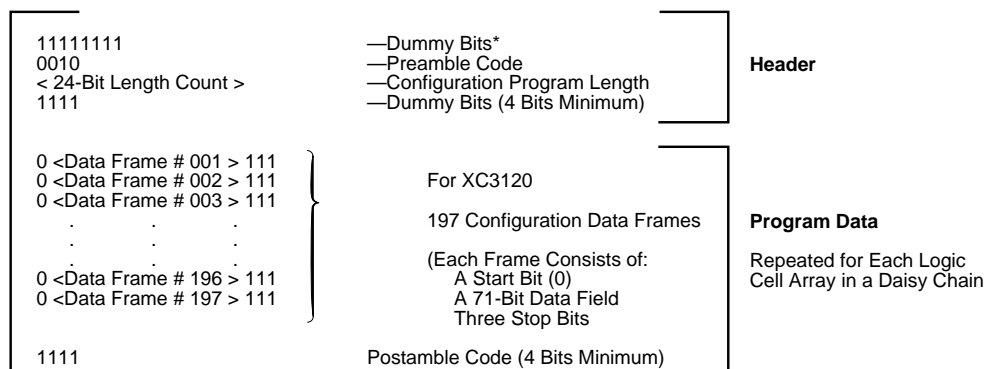 11111111 —Dummy Bits*
0010 —Preamble Code
< 24-Bit Length Count > —Configuration Program Length
1111 —Dummy Bits (4 Bits Minimum)
Header
0 <Data Frame # 001 > 111
0 <Data Frame # 002 > 111
0 <Data Frame # 003 > 111
. . .
. . .
. . .
0 <Data Frame # 196 > 111
0 <Data Frame # 197 > 111
For XC3120
197 Configuration Data Frames
(Each Frame Consists of:
A Start Bit (0)
A 71-Bit Data Field
Three Stop Bits
Program Data
Repeated for Each Logic
Cell Array in a Daisy Chain
1111 Postamble Code (4 Bits Minimum)